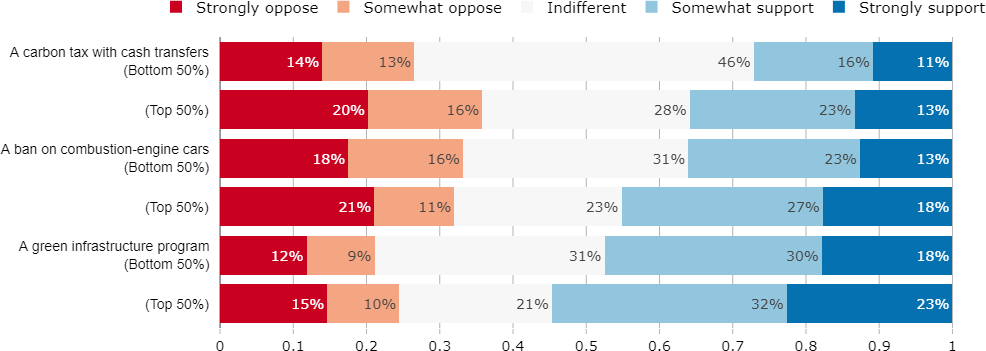 Strongly oppose Somewhat oppose Indifferent Somewhat support Strongly support
A carbon tax with cash transfers
(Bottom 50%)
14% 13% 46% 16% 11%
(Top 50%)
20% 16% 28% 23% 13%
A ban on combustion-engine cars
(Bottom 50%)
18% 16% 31% 23% 13%
(Top 50%)
21% 11% 23% 27% 18%
A green infrastructure program
(Bottom 50%)
12% 9% 31% 30% 18%
(Top 50%)
15% 10% 21% 32% 23%
0 0.1 0.2 0.3 0.4 0.5 0.6 0.7 0.8 0.9 1